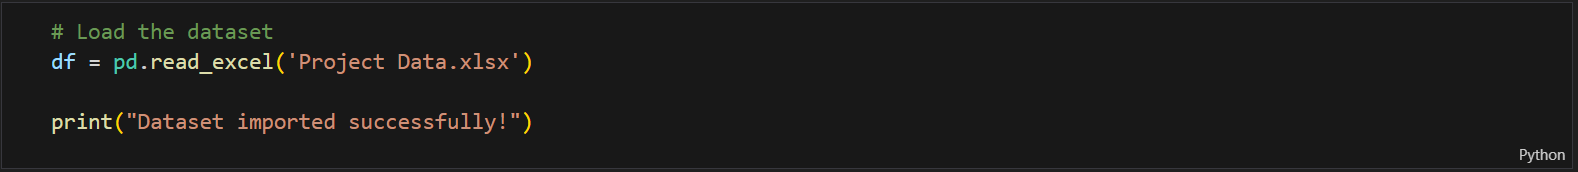 # Load the dataset
df = pd.read_excel('Project Data.xlsx')
print("Dataset imported successfully!")
Python